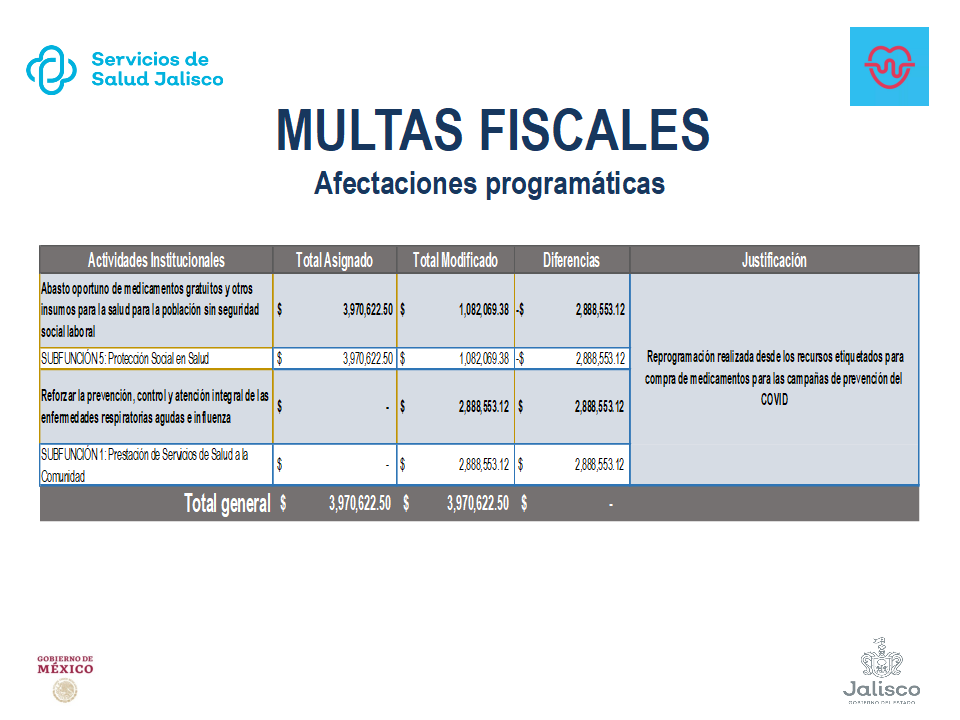 Servicios de
Salud Jalisco
MULTAS FISCALES
Afectaciones programáticas
Actividades Institucionales Total Asignado Total Modificado Diferencias Justificación
Abasto oportuno de medicamentos gratuitos y otros
insumos para la salud para la población sin seguridad
social laboral
$ 3,970,622.50 $ 1,082,069.38 -$ 2,888,553.12
SUBFUNCIÓN 5: Protección Social en Salud $ 3,970,622.50 $ 1,082,069.38 -$ 2,888,553.12
Reforzar la prevención, control y atención integral de las
enfermedades respiratorias agudas e influenza
$ - $ 2,888,553.12 $ 2,888,553.12
SUBFUNCIÓN 1: Prestación de Servicios de Salud a la
Comunidad
$ - $ 2,888,553.12 $ 2,888,553.12
Reprogramación realizada desde los recursos etiquetados para
compra de medicamentos para las campañas de prevención del
COVID
Total general $ 3,970,622.50 $ 3,970,622.50 $ -
GOBIERNO DE
MÉXICO
Jalisco
GOBIERNO DEL ESTADO